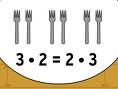 3 • 2 = 2 • 3